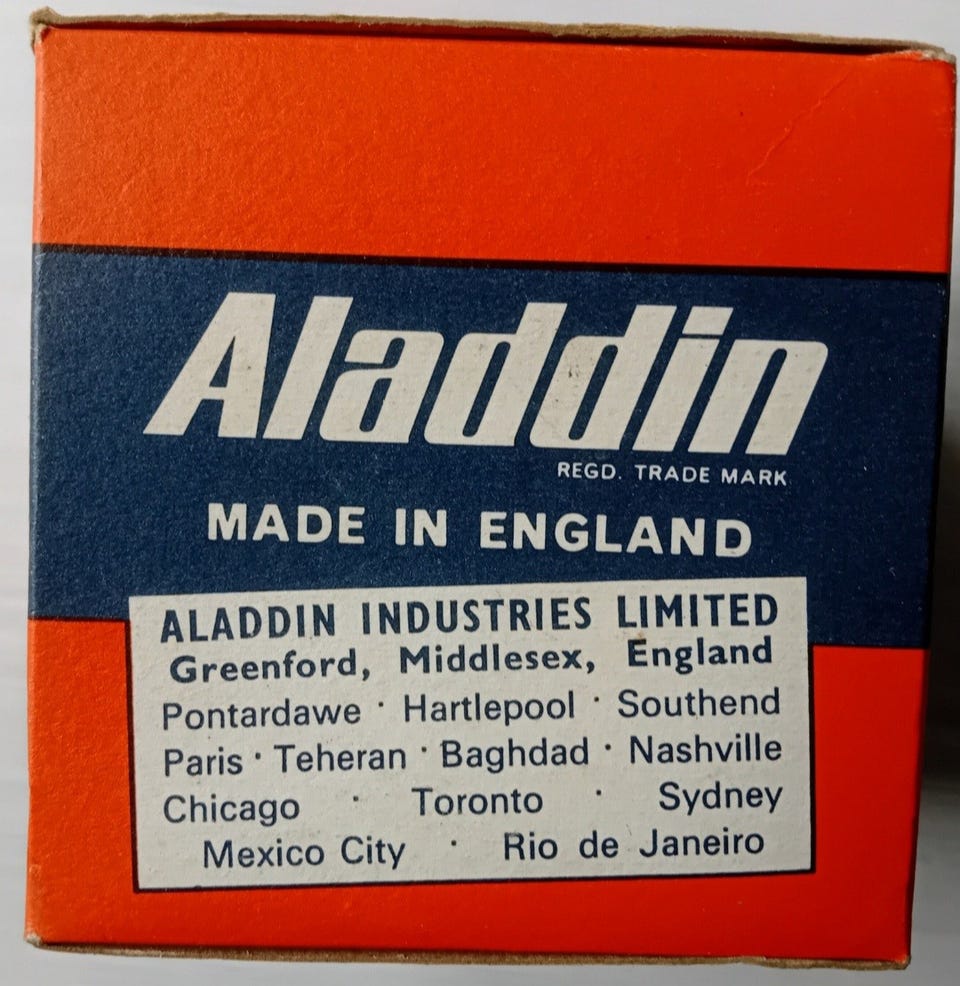 Aladdin
REGD. TRADE MARK
MADE IN ENGLAND
ALADDIN INDUSTRIES LIMITED
Greenford, Middlesex, England
Pontardawe · Hartlepool · Southend
Paris · Teheran · Baghdad · Nashville
Chicago · Toronto · Sydney
Mexico City · Rio de Janeiro